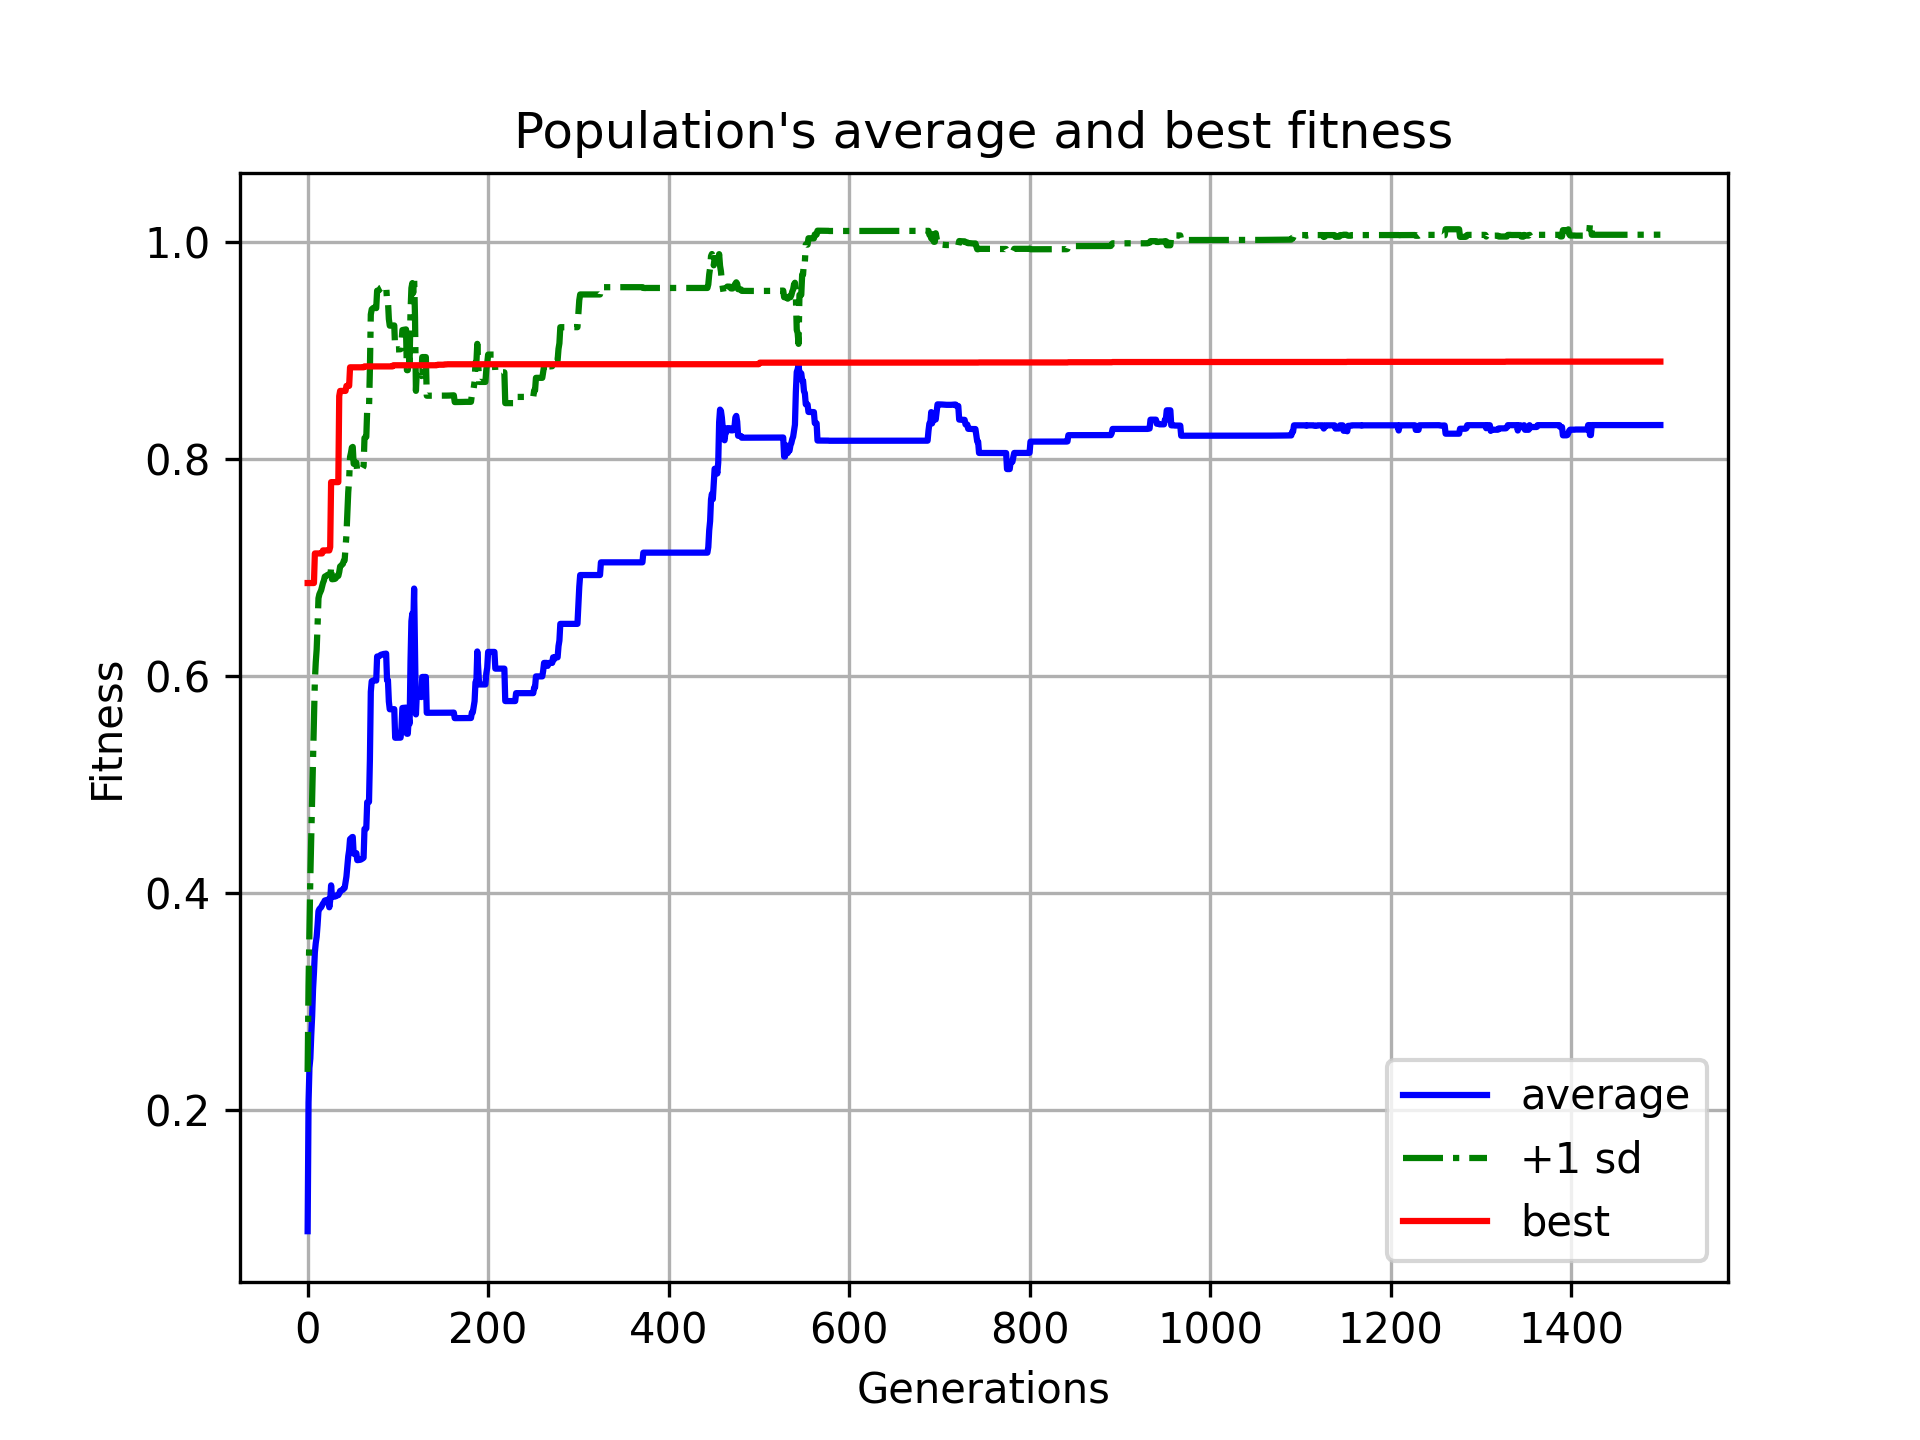 Population's average and best fitness
1.0
0.8
0.6
0.4
0.2
Fitness
average
+1 sd
best
0 200 400 600 800 1000 1200 1400
Generations